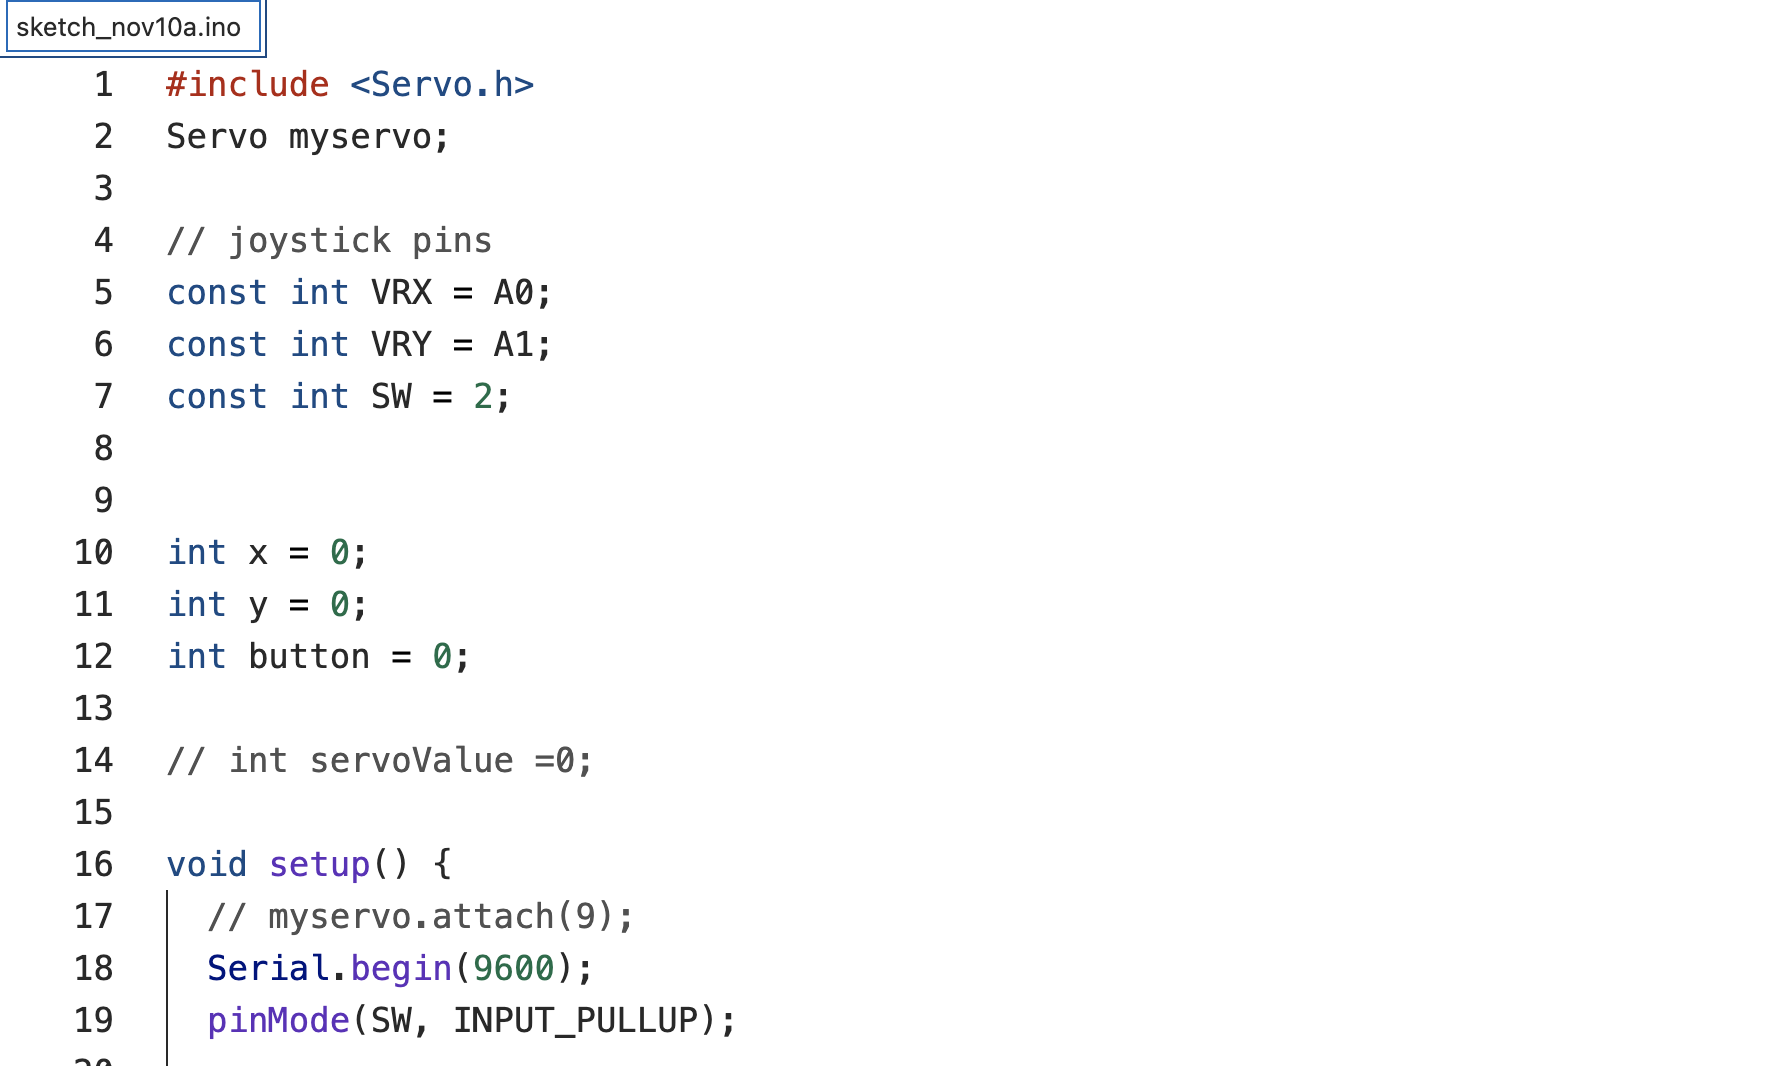 sketch_nov10a.ino
1 #include <Servo.h>
2 Servo myservo;
3
4 // joystick pins
5 const int VRX = A0;
6 const int VRY = A1;
7 const int SW = 2;
8
9
10 int x = 0;
11 int y = 0;
12 int button = 0;
13
14 // int servoValue =0;
15
16 void setup() {
17 // myservo.attach(9);
18 Serial.begin(9600);
19 pinMode(SW, INPUT_PULLUP);